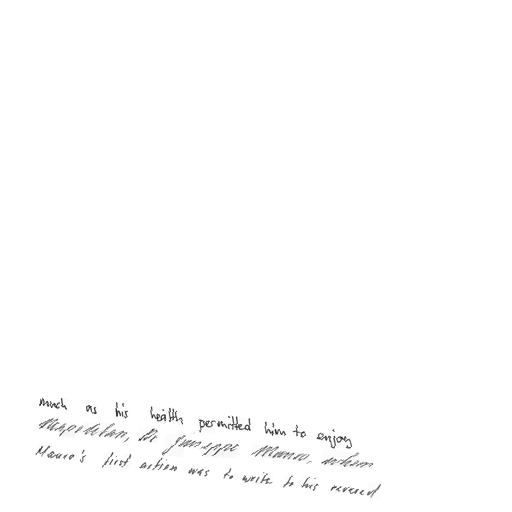 much as his health permitted him to enjoy
Neapolitan, Dr Giuseppe Mauro, whom
Mauro's first action was to write to his revered